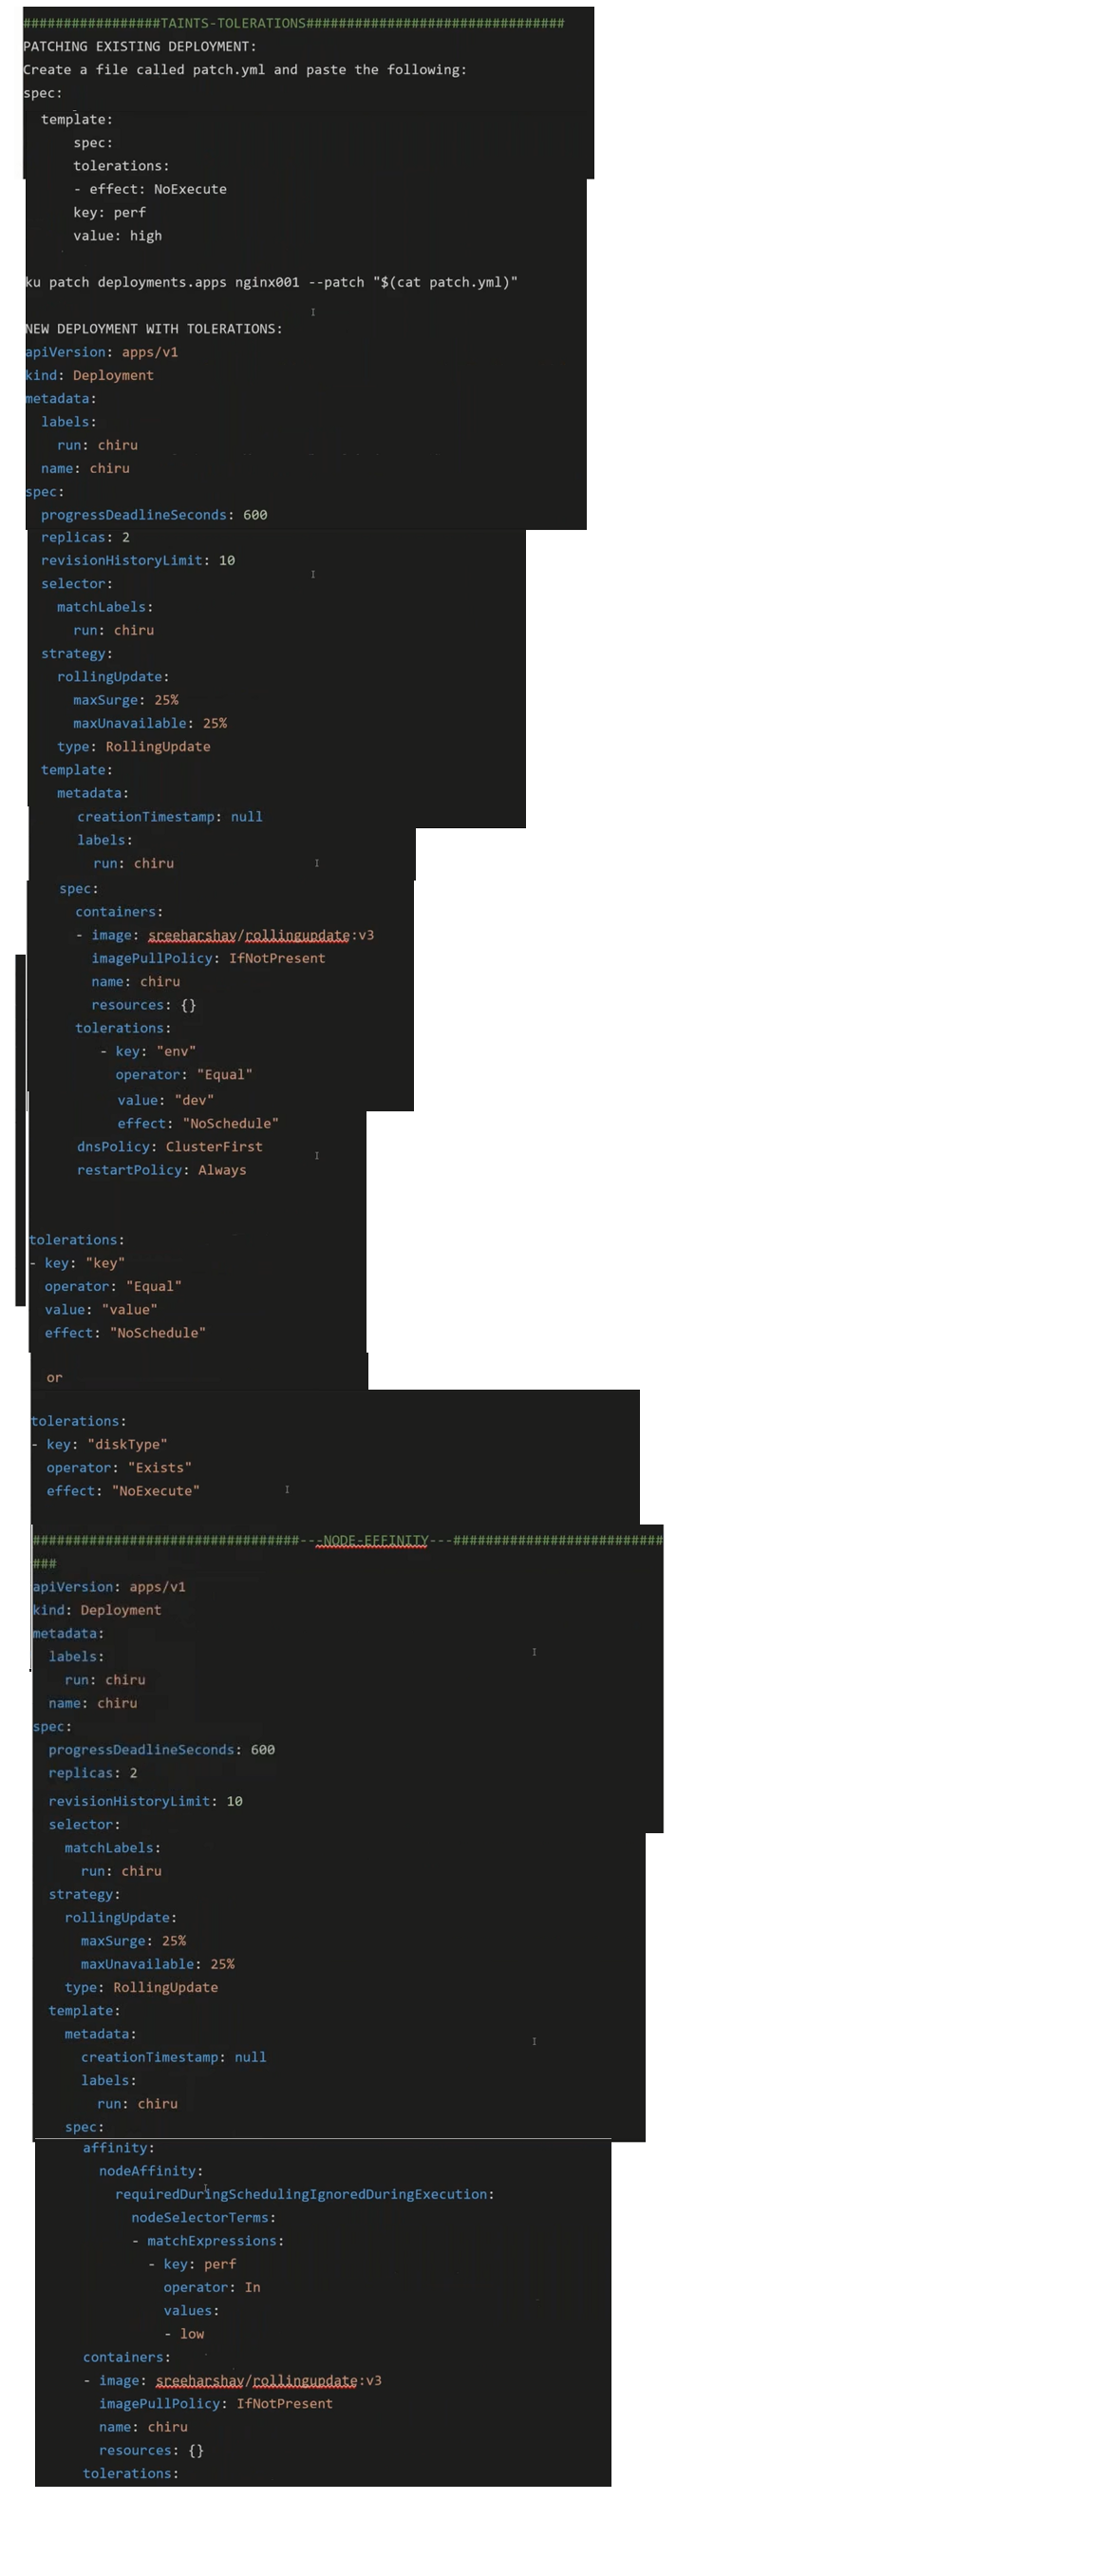 #################TAINTS-TOLERATIONS################################
PATCHING EXISTING DEPLOYMENT:
Create a file called patch.yml and paste the following:
spec:
  template:
      spec:
      tolerations:
      - effect: NoExecute
      key: perf
      value: high

ku patch deployments.apps nginx001 --patch "$(cat patch.yml)"

NEW DEPLOYMENT WITH TOLERATIONS:
apiVersion: apps/v1
kind: Deployment
metadata:
  labels:
    run: chiru
  name: chiru
spec:
  progressDeadlineSeconds: 600
  replicas: 2
  revisionHistoryLimit: 10
  selector:
    matchLabels:
      run: chiru
  strategy:
    rollingUpdate:
      maxSurge: 25%
      maxUnavailable: 25%
    type: RollingUpdate
  template:
    metadata:
      creationTimestamp: null
      labels:
        run: chiru
    spec:
      containers:
      - image: sreeharshav/rollingupdate:v3
        imagePullPolicy: IfNotPresent
        name: chiru
        resources: {}
      tolerations:
         - key: "env"
           operator: "Equal"
           value: "dev"
           effect: "NoSchedule"
      dnsPolicy: ClusterFirst
      restartPolicy: Always

tolerations:
- key: "key"
  operator: "Equal"
  value: "value"
  effect: "NoSchedule"

  or

tolerations:
- key: "diskType"
  operator: "Exists"
  effect: "NoExecute"

#################################---NODE-EFFINITY---##########################
###
apiVersion: apps/v1
kind: Deployment
metadata:
  labels:
    run: chiru
  name: chiru
spec:
  progressDeadlineSeconds: 600
  replicas: 2
  revisionHistoryLimit: 10
  selector:
    matchLabels:
      run: chiru
  strategy:
    rollingUpdate:
      maxSurge: 25%
      maxUnavailable: 25%
    type: RollingUpdate
  template:
    metadata:
      creationTimestamp: null
      labels:
        run: chiru
    spec:
      affinity:
        nodeAffinity:
          requiredDuringSchedulingIgnoredDuringExecution:
            nodeSelectorTerms:
            - matchExpressions:
              - key: perf
                operator: In
                values:
                - low
      containers:
      - image: sreeharshav/rollingupdate:v3
        imagePullPolicy: IfNotPresent
        name: chiru
        resources: {}
      tolerations: